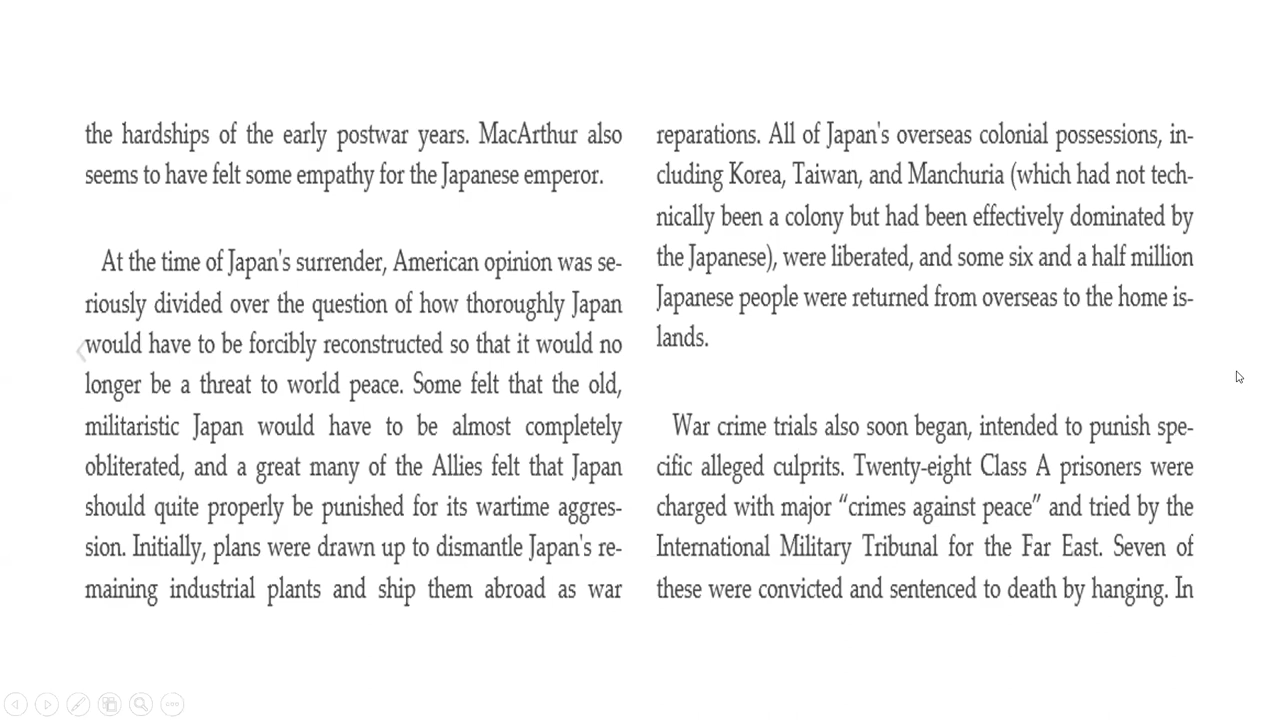 the hardships of the early postwar years. MacArthur also
seems to have felt some empathy for the Japanese emperor.
At the time of Japan's surrender, American opinion was se-
riously divided over the question of how thoroughly Japan
would have to be forcibly reconstructed so that it would no
longer be a threat to world peace. Some felt that the old,
militaristic Japan would have to be almost completely
obliterated, and a great many of the Allies felt that Japan
should quite properly be punished for its wartime aggres-
sion. Initially, plans were drawn up to dismantle Japan's re-
maining industrial plants and ship them abroad as war
reparations. All of Japan's overseas colonial possessions, in-
cluding Korea, Taiwan, and Manchuria (which had not tech-
nically been a colony but had been effectively dominated by
the Japanese), were liberated, and some six and a half million
Japanese people were returned from overseas to the home is-
lands.
War crime trials also soon began, intended to punish spe-
cific alleged culprits. Twenty-eight Class A prisoners were
charged with major “crimes against peace” and tried by the
International Military Tribunal for the Far East. Seven of
these were convicted and sentenced to death by hanging. In